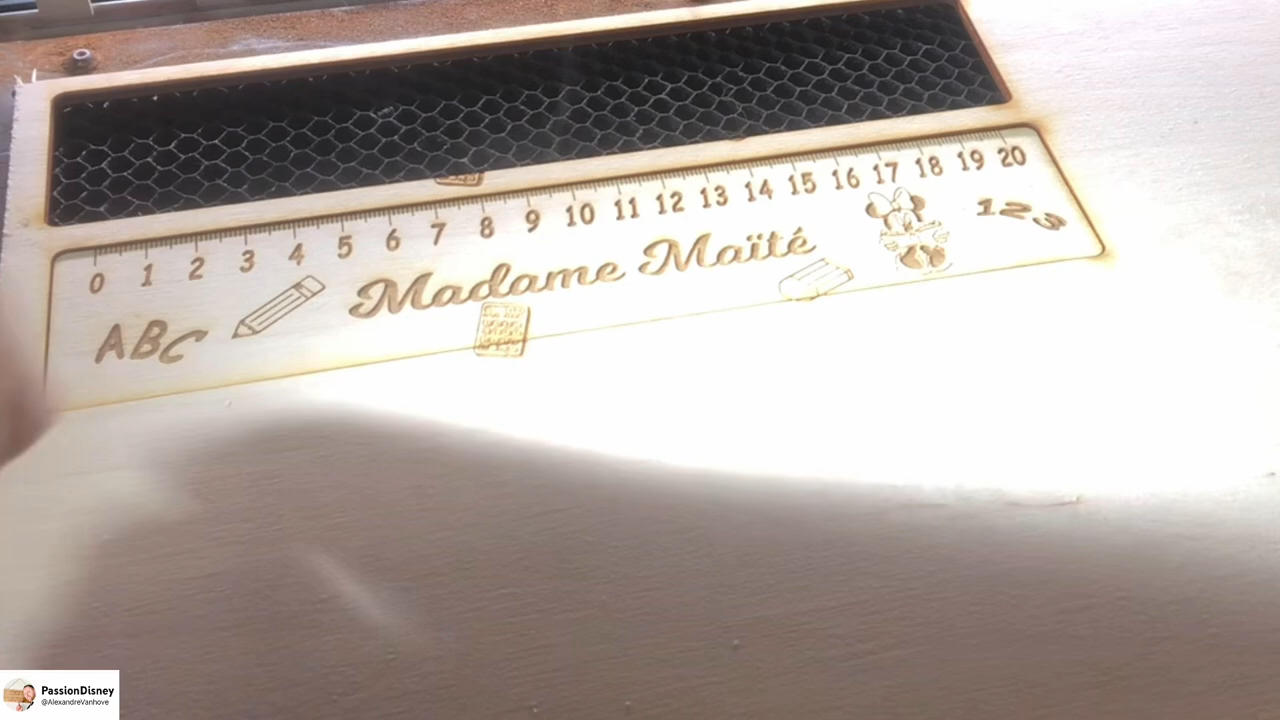 0 1 2 3 4 5 6 7 8 9 10 11 12 13 14 15 16 17 18 19 20
ABC
Madame Maïté
123
PassionDisney
@AlexandreVanhove